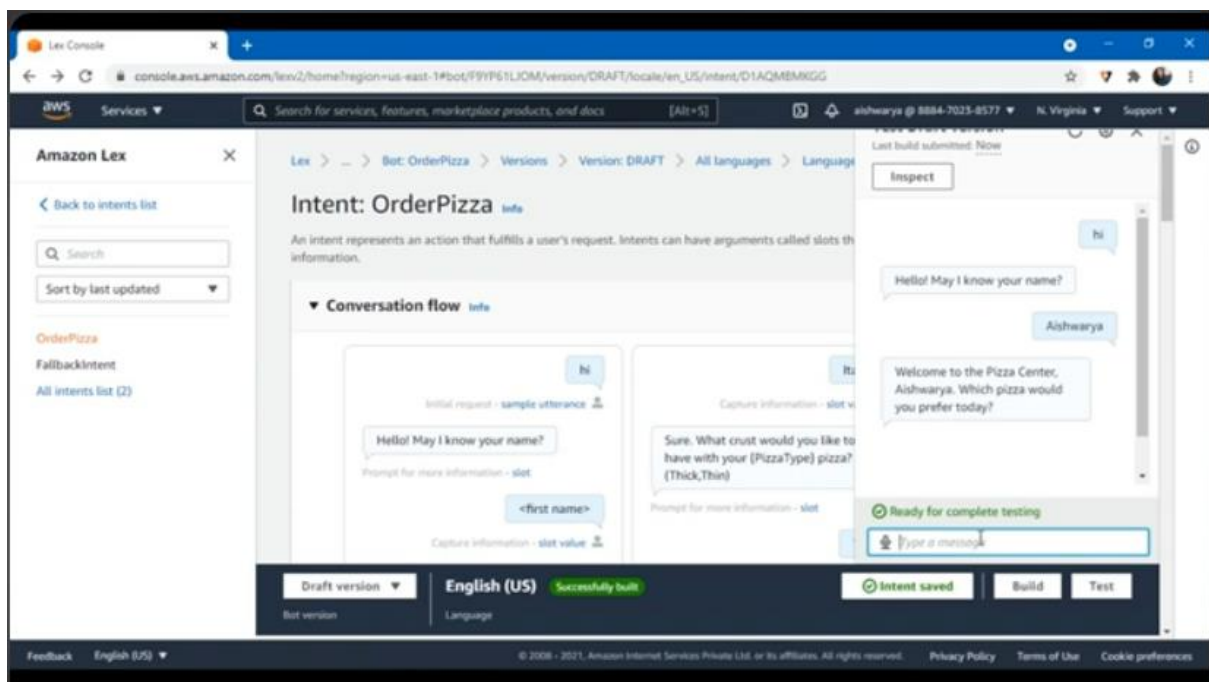 Lex Console
console.aws.amazon.com/lexv2/home?region=us-east-1#bot/F9YP61LJOM/version/DRAFT/locale/en_US/intent/D1AQMBMKGG
aws Services ▼ Search for services, features, marketplace products, and docs [Alt+S] aishwarya @ 8884-7023-8577 ▼ N. Virginia ▼ Support ▼
Amazon Lex
Back to intents list
Search
Sort by last updated
OrderPizza
FallbackIntent
All intents list (2)
Lex > ... > Bot: OrderPizza > Versions > Version: DRAFT > All languages > Language
Intent: OrderPizza Info
An intent represents an action that fulfills a user's request. Intents can have arguments called slots th
information.
Conversation flow Info
hi
Initial request - sample utterance
Hello! May I know your name?
Prompt for more information - slot
<first name>
Capture information - slot value
Ita
Capture information - slot v
Sure. What crust would you like to
have with your {PizzaType} pizza?
(Thick,Thin)
Prompt for more information - slot
Test Draft version
Last build submitted: Now
Inspect
hi
Hello! May I know your name?
Aishwarya
Welcome to the Pizza Center,
Aishwarya. Which pizza would
you prefer today?
Ready for complete testing
Type a message
Draft version ▼ English (US) Successfully built Intent saved Build Test
Bot version Language
Feedback English (US) ▼ © 2008 - 2021, Amazon Internet Services Private Ltd. or its affiliates. All rights reserved. Privacy Policy Terms of Use Cookie preferences